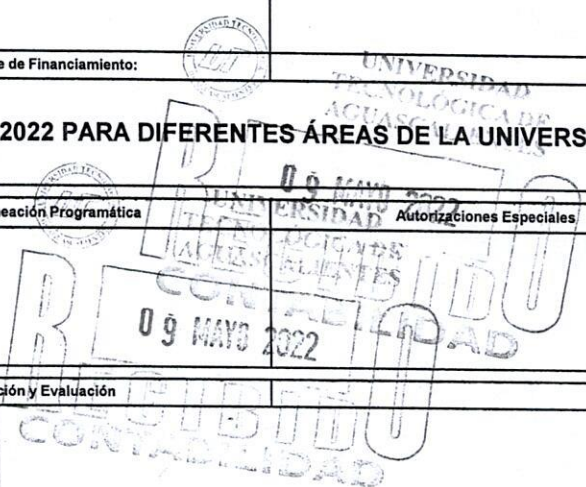 e de Financiamiento:
UNIVERSIDAD
TECNOLÓGICA DE
AGUASCALIENTES
2022 PARA DIFERENTES ÁREAS DE LA UNIVERS
09 MAYO 2022
neación Programática
Autorizaciones Especiales
UNIVERSIDAD
TECNOLÓGICA DE
AGUASCALIENTES
RECIBIDO
CONTABILIDAD
09 MAYO 2022
ción y Evaluación
RECIBIDO
CONTABILIDAD